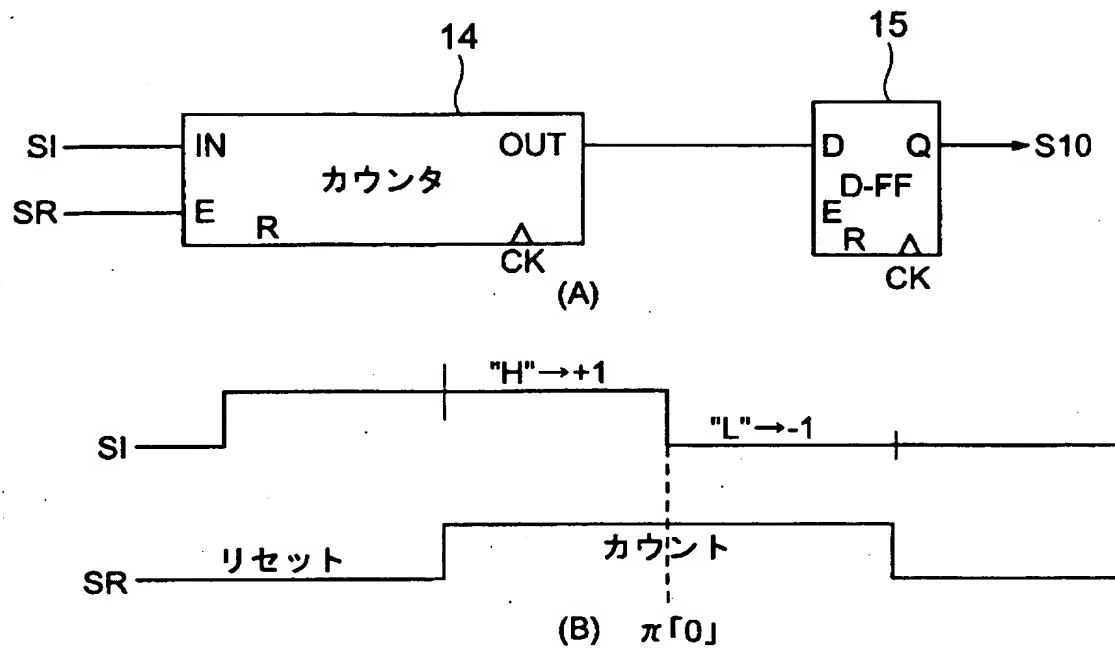 14
15
SI
IN
OUT
カウンタ
SR
E
R
CK
D
Q
S10
D-FF
E
R
CK
(A)
"H"→+1
SI
"L"→-1
リセット
カウント
SR
(B)
π「0」